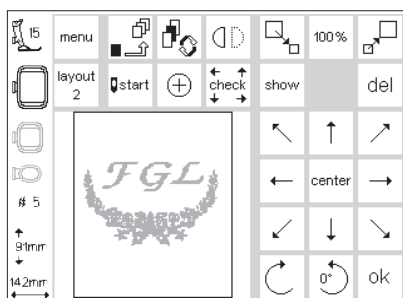 15 menu 100%
layout
2 start check show del
FGL
center
# 5
91mm
142mm 0° ok